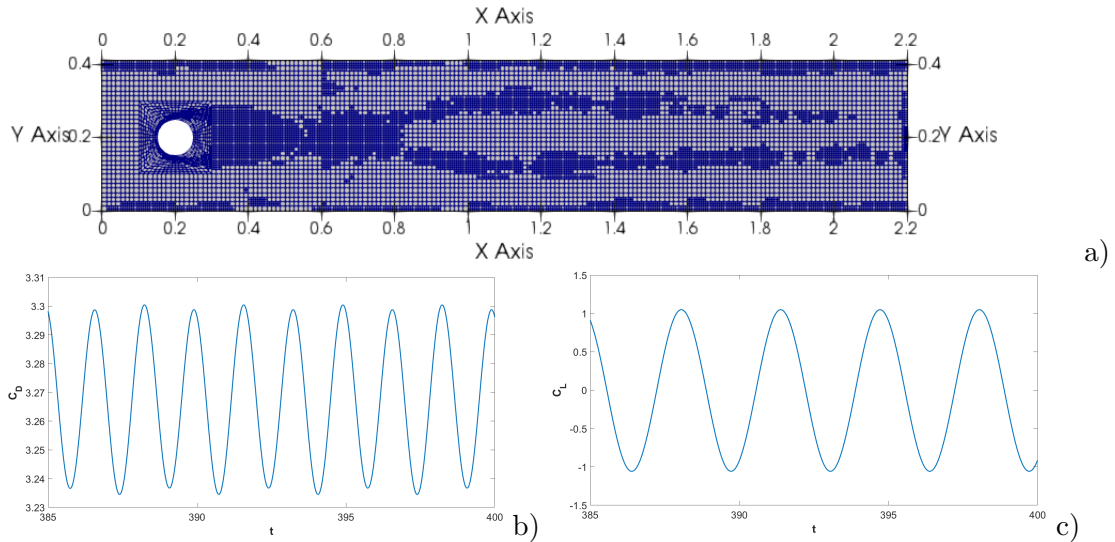 X Axis
0 0.2 0.4 0.6 0.8 1 1.2 1.4 1.6 1.8 2 2.2
0.4 0.4
Y Axis 0.2 0.2 Y Axis
0 0
0 0.2 0.4 0.6 0.8 1 1.2 1.4 1.6 1.8 2 2.2
X Axis
a)
3.31
3.3
3.29
3.28
3.27
3.26
3.25
3.24
3.23
c_D
385 390 395 400
t
b)
1.5
1
0.5
0
-0.5
-1
-1.5
c_L
385 390 395 400
t
c)